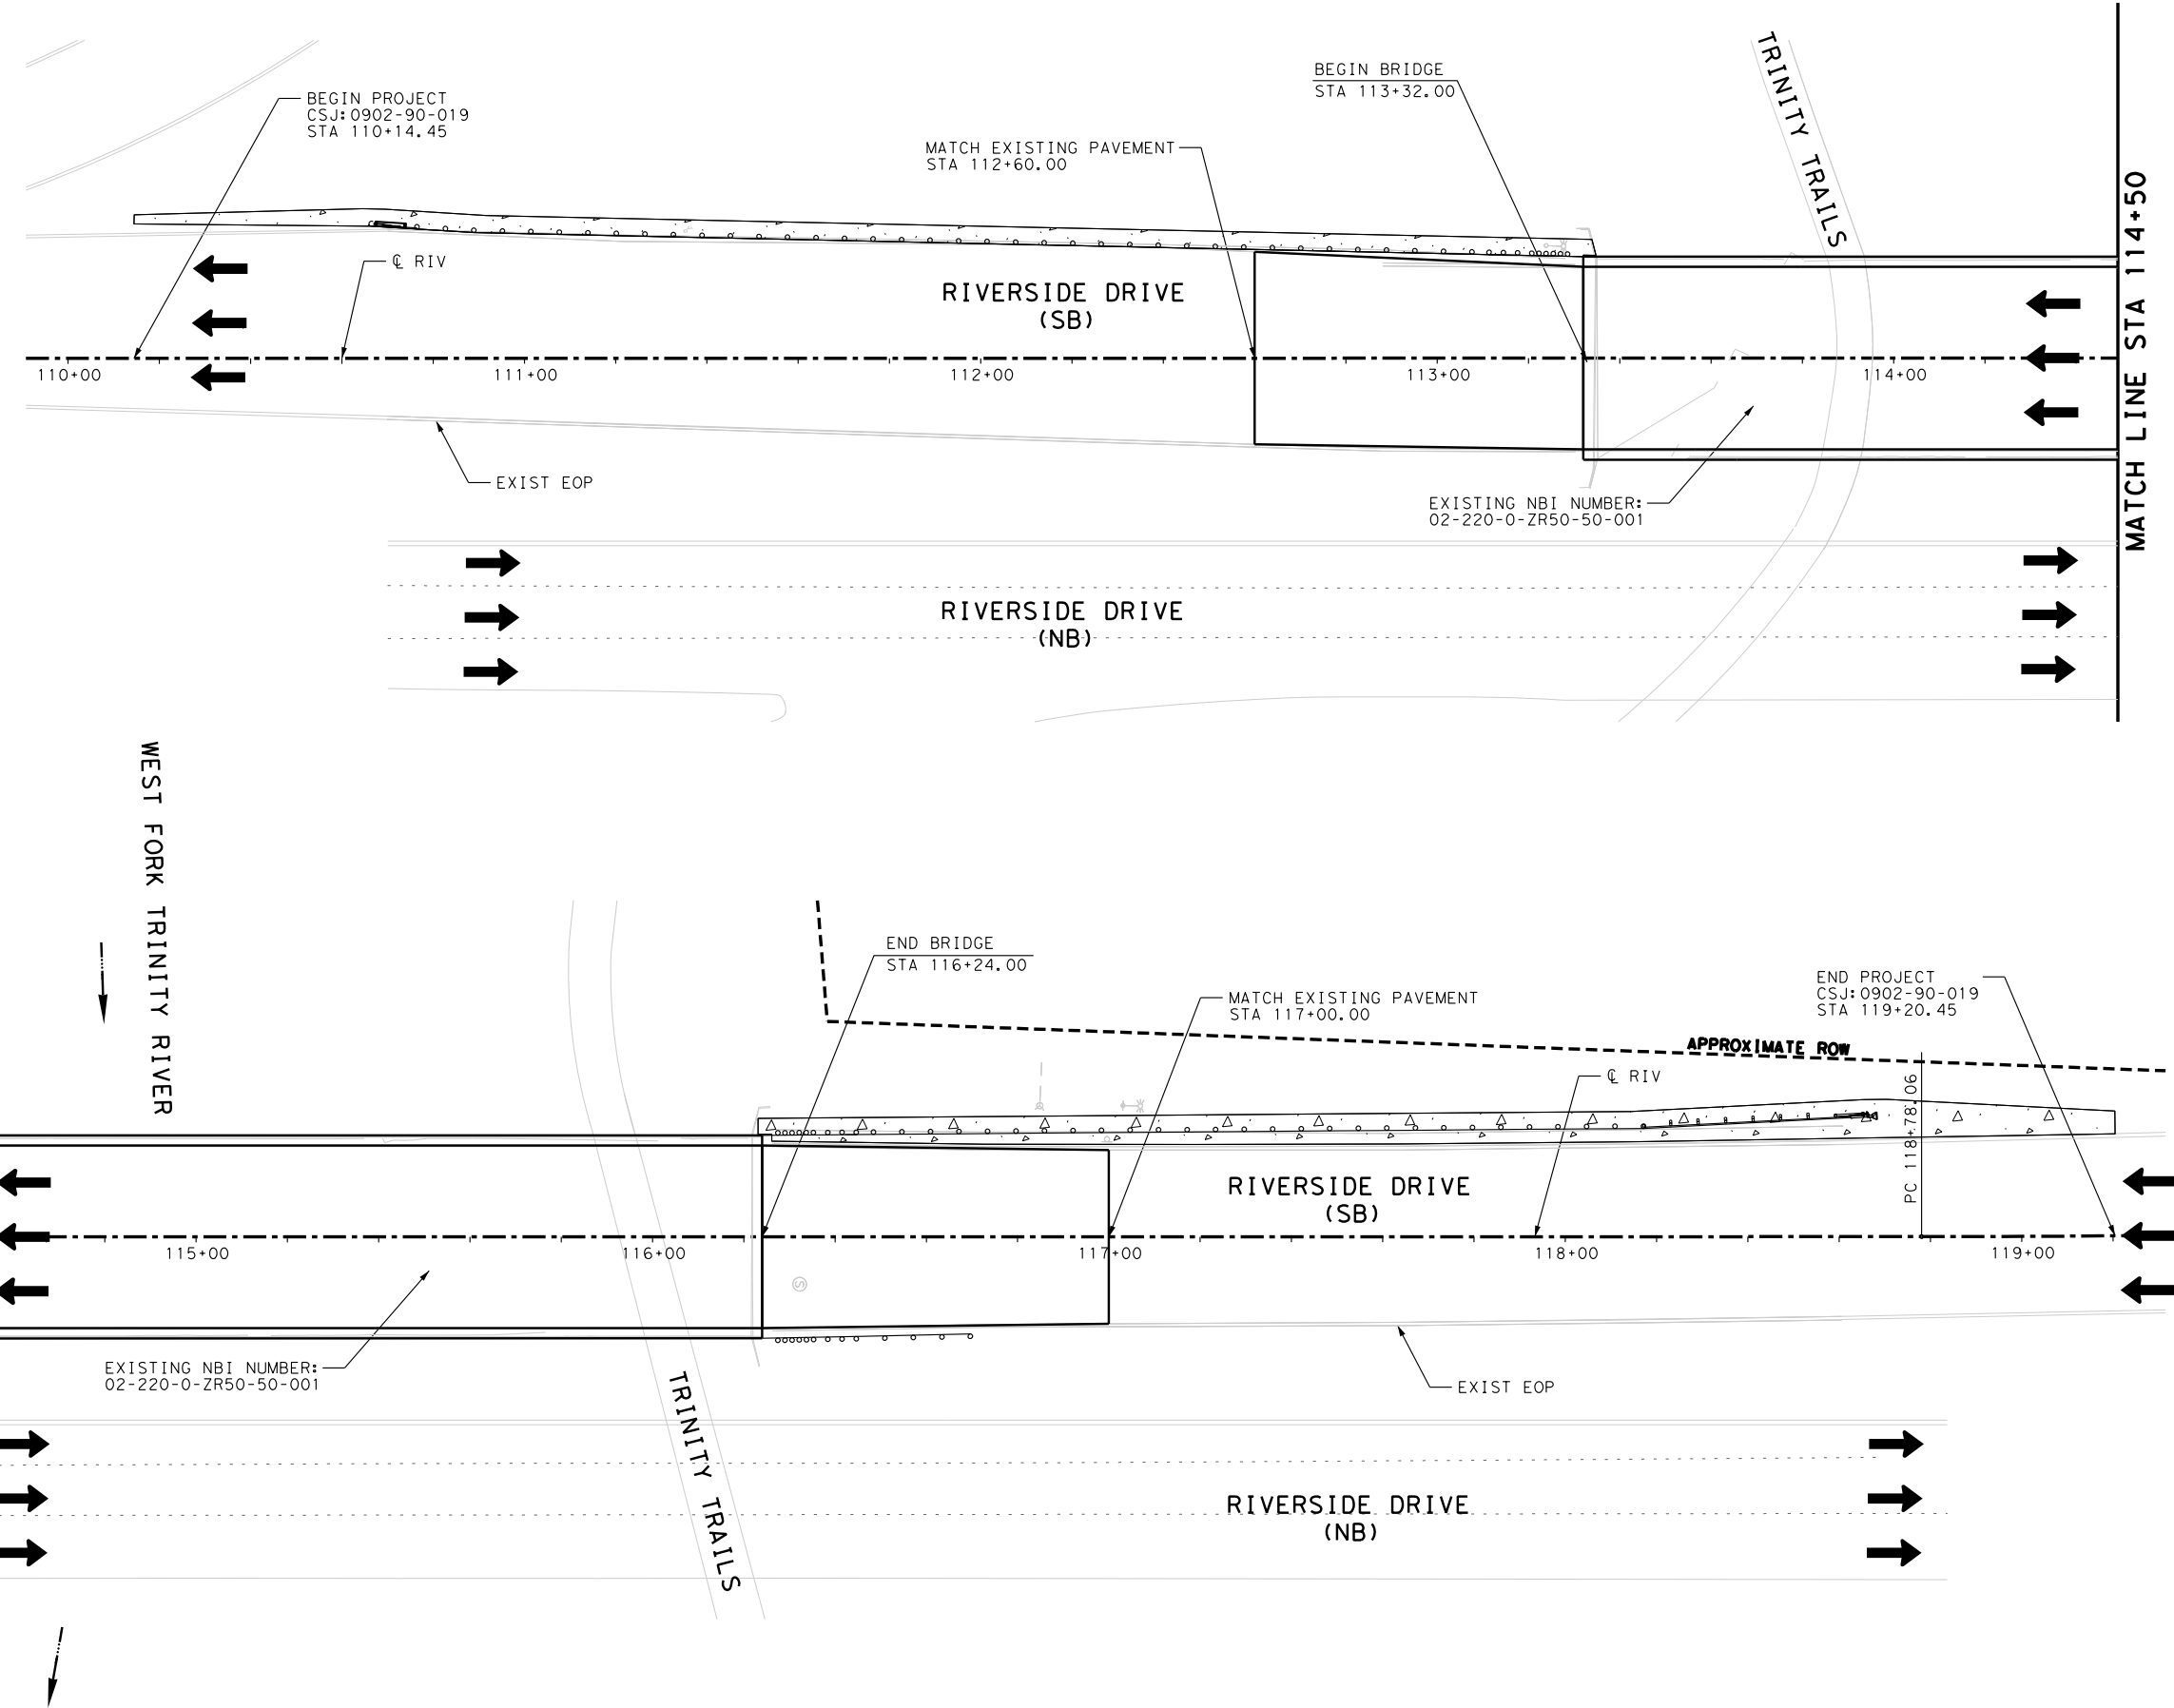 BEGIN PROJECT
CSJ:0902-90-019
STA 110+14.45
BEGIN BRIDGE
STA 113+32.00
MATCH EXISTING PAVEMENT
STA 112+60.00
TRINITY TRAILS
MATCH LINE STA 114+50
℄ RIV
RIVERSIDE DRIVE
(SB)
110+00
111+00
112+00
113+00
114+00
EXIST EOP
EXISTING NBI NUMBER:
02-220-0-ZR50-50-001
RIVERSIDE DRIVE
(NB)
WEST FORK TRINITY RIVER
END BRIDGE
STA 116+24.00
MATCH EXISTING PAVEMENT
STA 117+00.00
END PROJECT
CSJ:0902-90-019
STA 119+20.45
APPROXIMATE ROW
℄ RIV
PC 118+78.06
RIVERSIDE DRIVE
(SB)
115+00
116+00
117+00
118+00
119+00
S
EXISTING NBI NUMBER:
02-220-0-ZR50-50-001
EXIST EOP
TRINITY TRAILS
RIVERSIDE DRIVE
(NB)